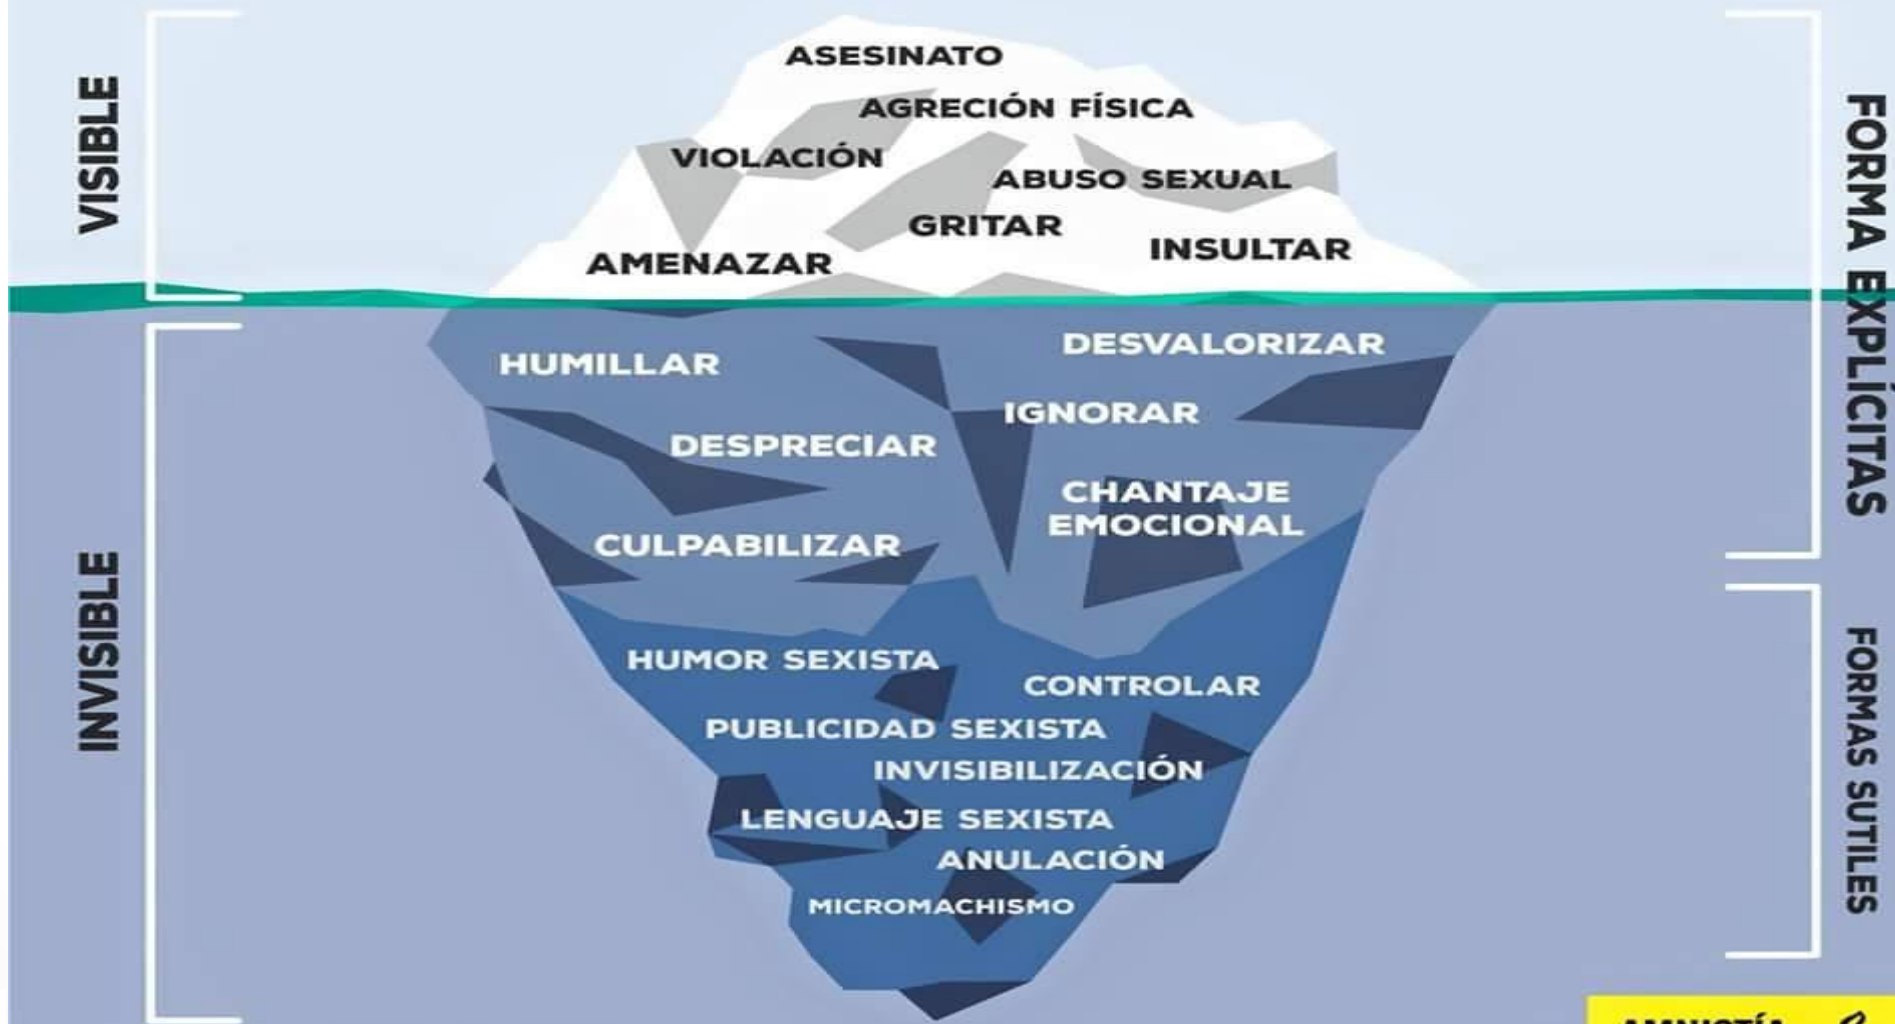 VISIBLE
ASESINATO
AGRECIÓN FÍSICA
VIOLACIÓN
ABUSO SEXUAL
GRITAR
INSULTAR
AMENAZAR
FORMA EXPLÍCITAS
INVISIBLE
DESVALORIZAR
HUMILLAR
IGNORAR
DESPRECIAR
CHANTAJE
EMOCIONAL
CULPABILIZAR
FORMAS SUTILES
HUMOR SEXISTA
CONTROLAR
PUBLICIDAD SEXISTA
INVISIBILIZACIÓN
LENGUAJE SEXISTA
ANULACIÓN
MICROMACHISMO
AMNISTÍA